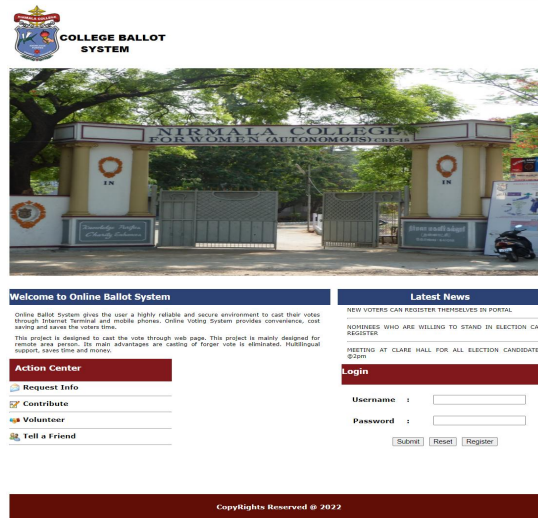 COLLEGE BALLOT
SYSTEM
NIRMALA COLLEGE
FOR WOMEN (AUTONOMOUS) CBE-18
IN
IN
Welcome to Online Ballot System
Online Ballot System gives the user a highly reliable and secure environment to cast their votes
through Internet Terminal and mobile phones. Online Voting System provides convenience, cost
saving and saves the voters time.
This project is designed to cast the vote through web page. This project is mainly designed for
remote area person. Its main advantages are casting of forger vote is eliminated. Multilingual
support, saves time and money.
Action Center
Request Info
Contribute
Volunteer
Tell a Friend
Latest News
NEW VOTERS CAN REGISTER THEMSELVES IN PORTAL
NOMINEES WHO ARE WILLING TO STAND IN ELECTION CA
REGISTER
MEETING AT CLARE HALL FOR ALL ELECTION CANDIDATE
@2pm
Login
Username :
Password :
Submit Reset Register
CopyRights Reserved @ 2022